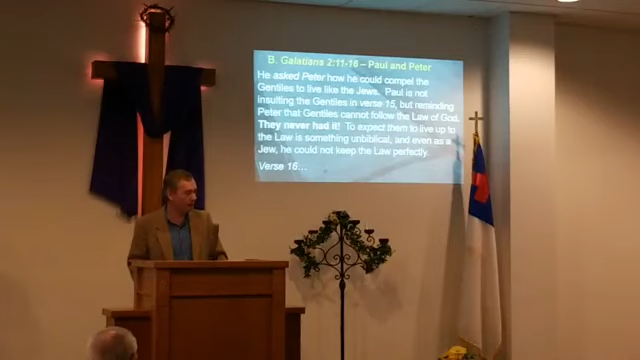 B. Galatians 2:11-16 – Paul and Peter
He asked Peter how he could compel the
Gentiles to live like the Jews. Paul is not
insulting the Gentiles in verse 15, but reminding
Peter that Gentiles cannot follow the Law of God.
They never had it! To expect them to live up to
the Law is something unbiblical, and even as a
Jew, he could not keep the Law perfectly.
Verse 16...